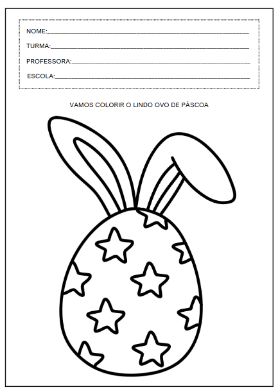 NOME:
TURMA:
PROFESSORA:
ESCOLA:
VAMOS COLORIR O LINDO OVO DE PÁSCOA